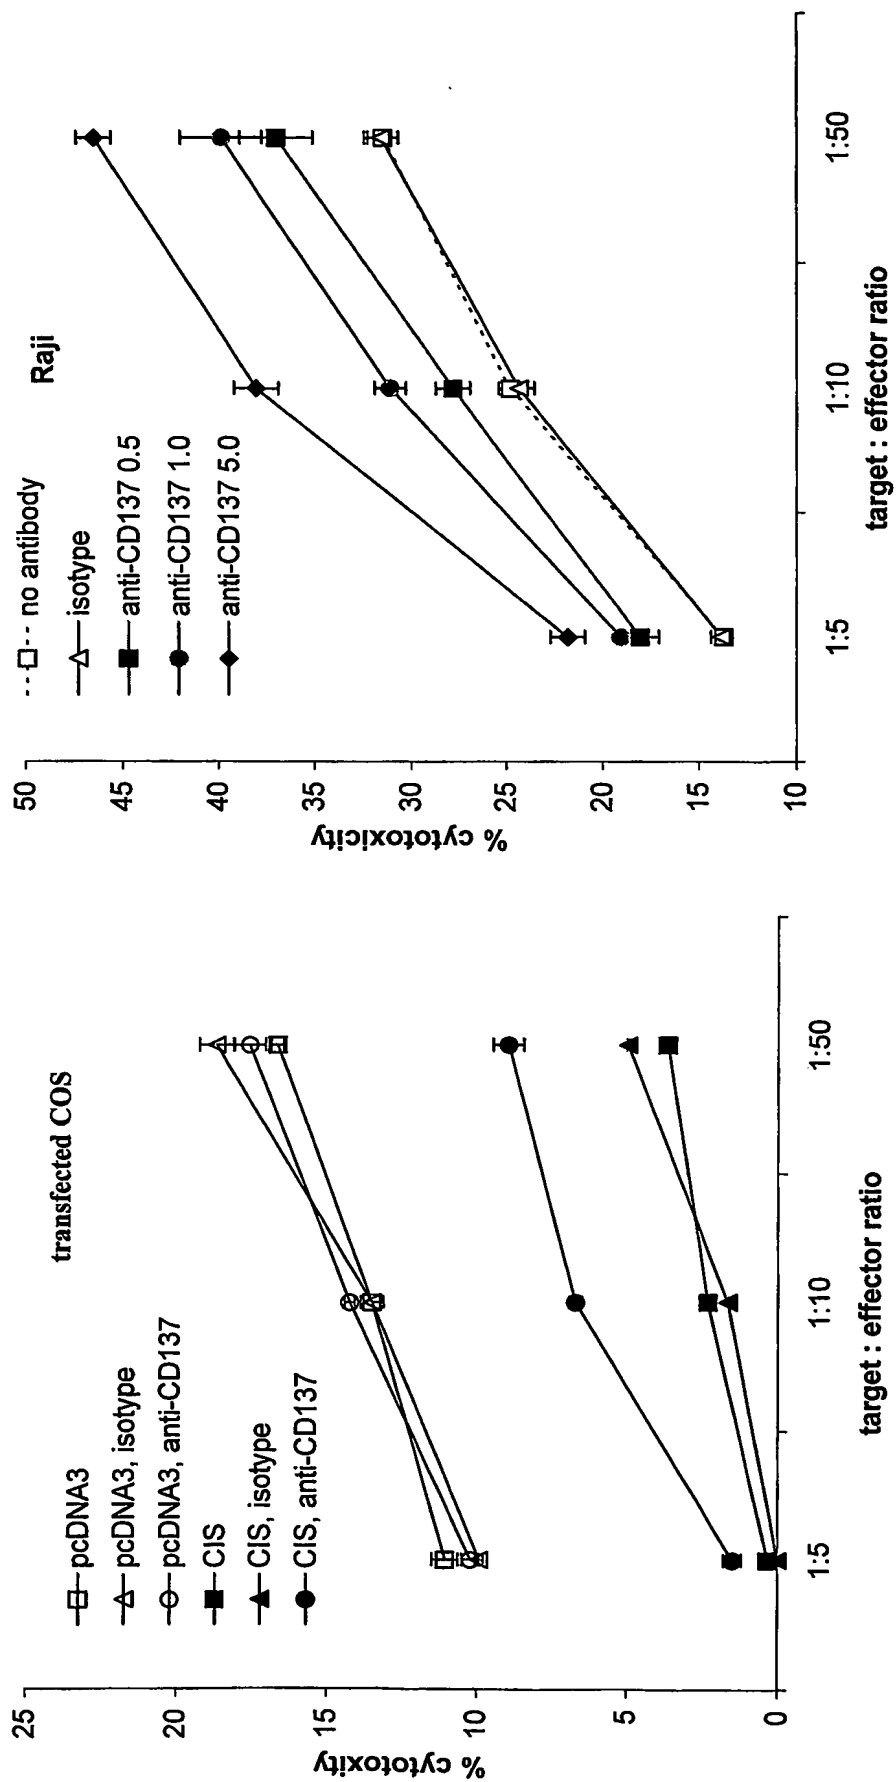 transfected COS
pcDNA3
pcDNA3, isotype
pcDNA3, anti-CD137
CIS
CIS, isotype
CIS, anti-CD137
25
20
15
10
5
0
% cytotoxity
1:5
1:10
1:50
target : effector ratio
Raji
no antibody
isotype
anti-CD137 0.5
anti-CD137 1.0
anti-CD137 5.0
50
45
40
35
30
25
20
15
10
% cytotoxicity
1:5
1:10
1:50
target : effector ratio